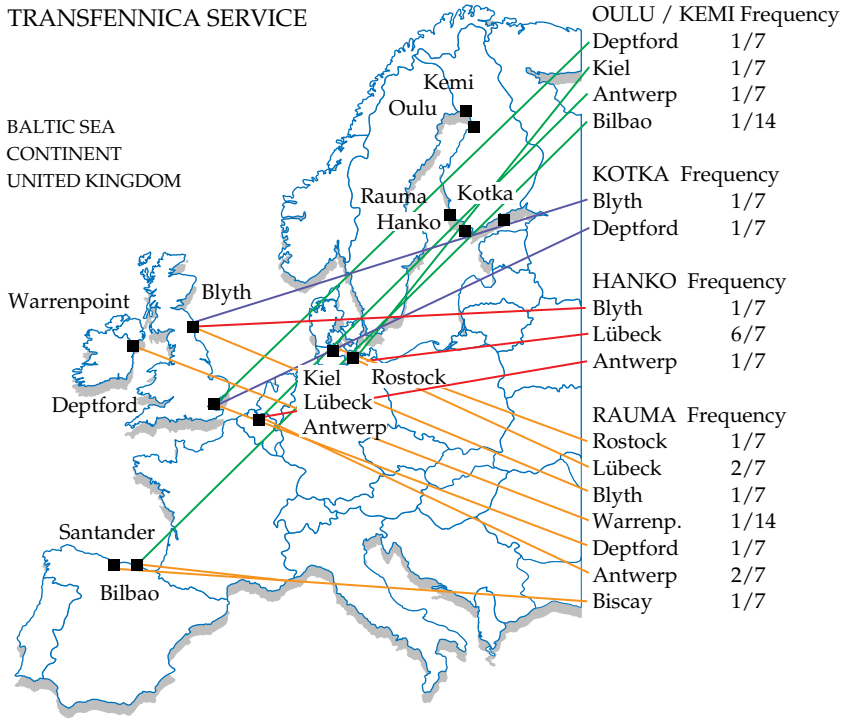 TRANSFENNICA SERVICE
BALTIC SEA
CONTINENT
UNITED KINGDOM
Kemi
Oulu
Rauma
Kotka
Hanko
Warrenpoint
Blyth
Deptford
Kiel
Rostock
Lübeck
Antwerp
Santander
Bilbao
OULU / KEMI Frequency
Deptford 1/7
Kiel 1/7
Antwerp 1/7
Bilbao 1/14
KOTKA Frequency
Blyth 1/7
Deptford 1/7
HANKO Frequency
Blyth 1/7
Lübeck 6/7
Antwerp 1/7
RAUMA Frequency
Rostock 1/7
Lübeck 2/7
Blyth 1/7
Warrenp. 1/14
Deptford 1/7
Antwerp 2/7
Biscay 1/7